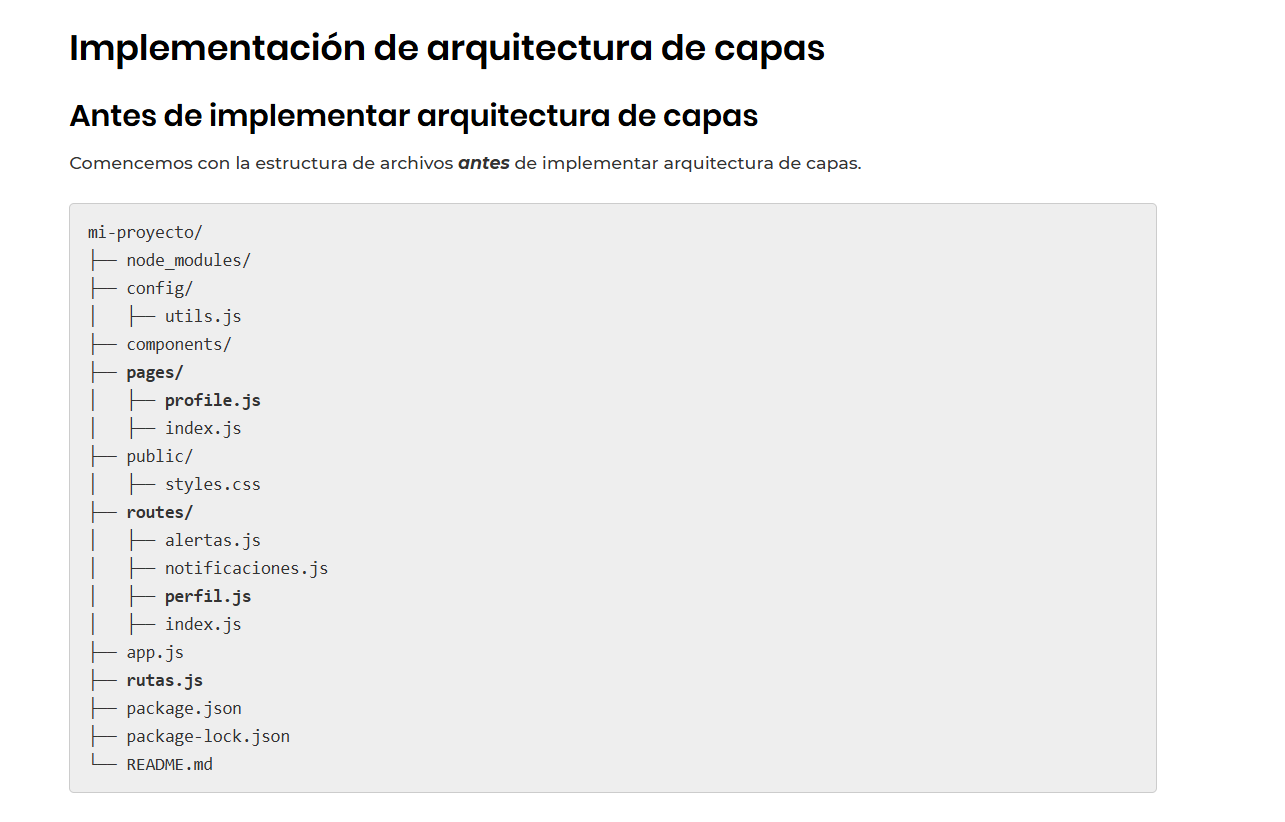 Implementación de arquitectura de capas
Antes de implementar arquitectura de capas
Comencemos con la estructura de archivos antes de implementar arquitectura de capas.
mi-proyecto/
├── node_modules/
├── config/
│   ├── utils.js
├── components/
├── pages/
│   ├── profile.js
│   ├── index.js
├── public/
│   ├── styles.css
├── routes/
│   ├── alertas.js
│   ├── notificaciones.js
│   ├── perfil.js
│   ├── index.js
├── app.js
├── rutas.js
├── package.json
├── package-lock.json
└── README.md